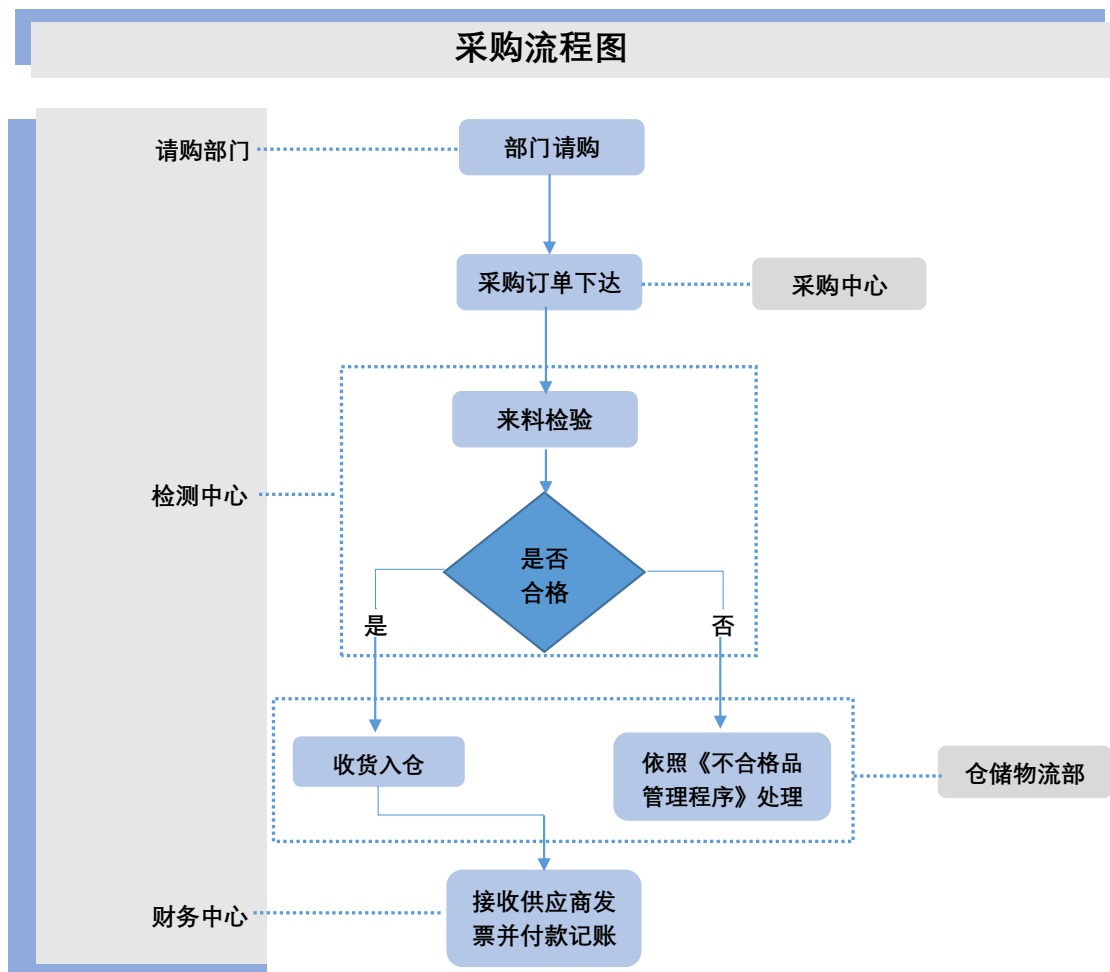 采购流程图
请购部门
部门请购
采购订单下达
采购中心
来料检验
检测中心
是否
合格
是
否
收货入仓
依照《不合格品
管理程序》处理
仓储物流部
财务中心
接收供应商发
票并付款记账